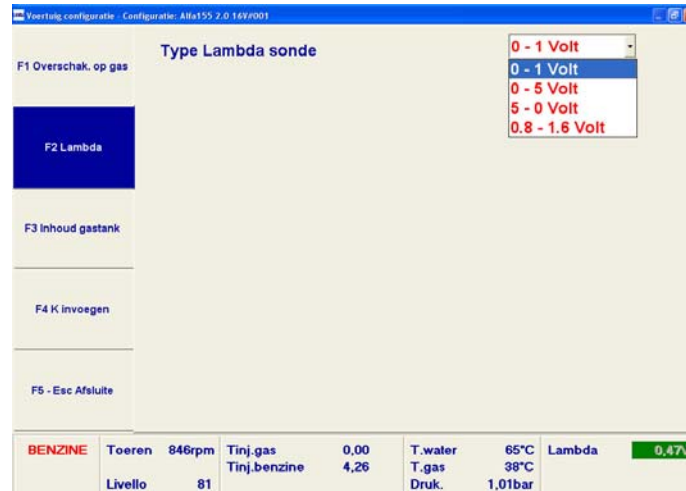 Voertuig configuratie - Configuratie: Alfa155 2.0 16V#001
F1 Overschak. op gas
F2 Lambda
F3 Inhoud gastank
F4 K invoegen
F5 - Esc Afsluite
Type Lambda sonde
0 - 1 Volt
0 - 1 Volt
0 - 5 Volt
5 - 0 Volt
0.8 - 1.6 Volt
BENZINE Toeren 846rpm Tinj.gas 0,00 T.water 65°C Lambda 0,47V
Tinj.benzine 4,26 T.gas 38°C
Livello 81 Druk. 1,01bar